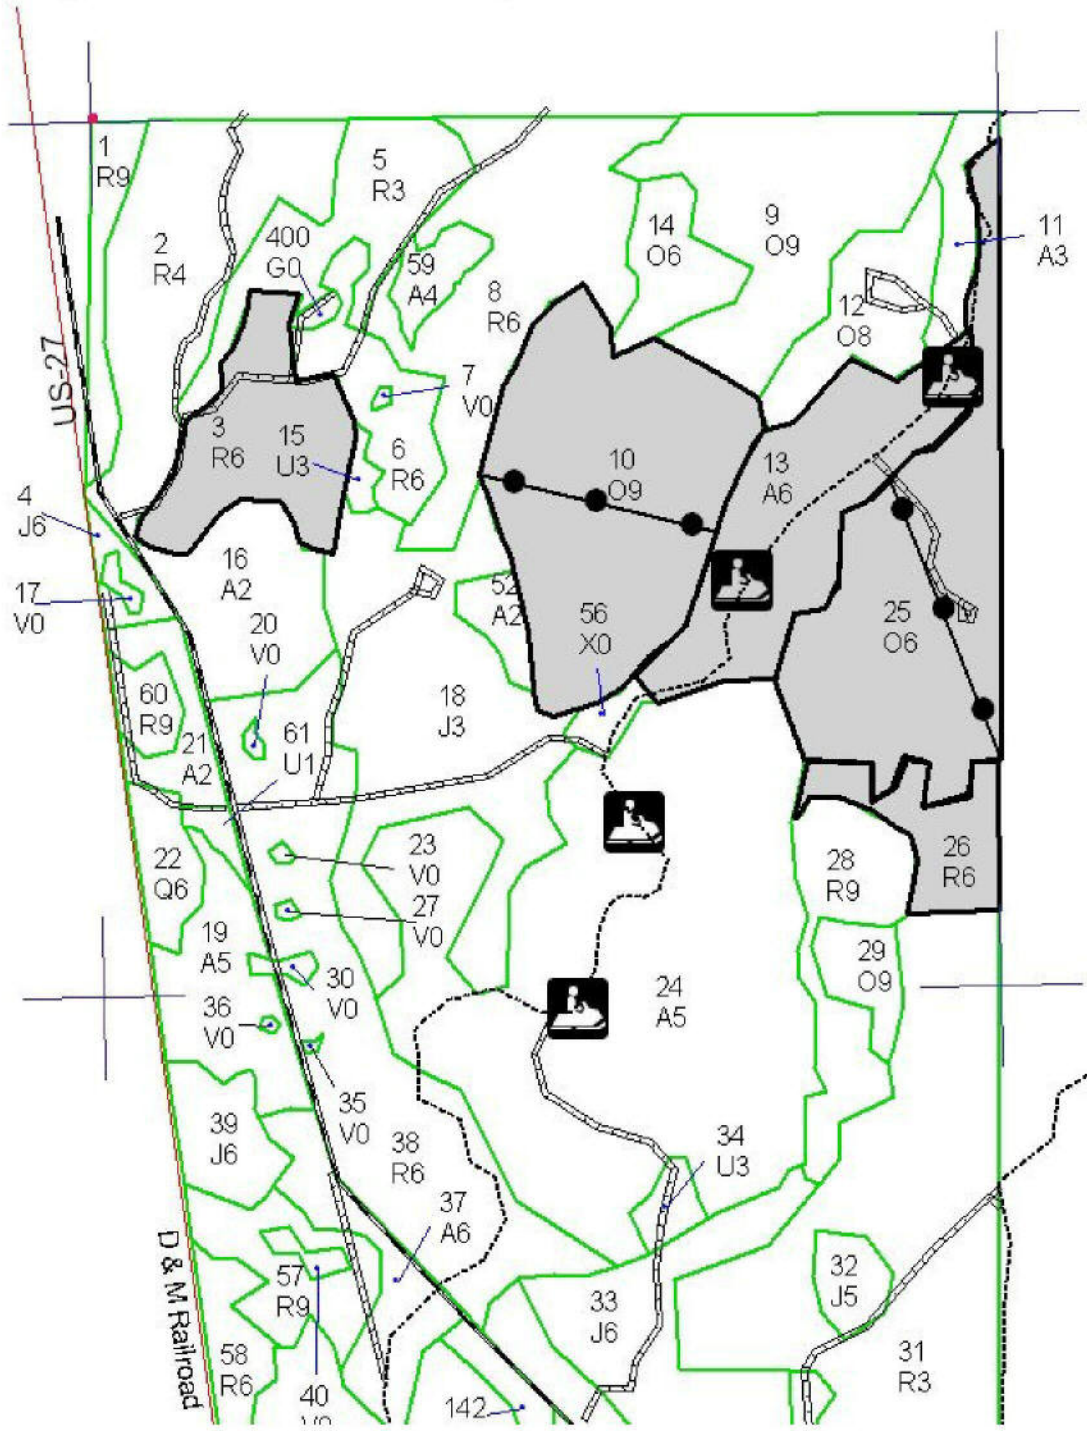 1
R9
2
R4
5
R3
400
G0
59
A4
8
R6
14
O6
9
O9
11
A3
12
O8
US-27
3
R6
15
U3
7
V0
6
R6
10
O9
13
A6
4
J6
17
V0
16
A2
20
V0
52
A2
56
X0
25
O6
60
R9
21
A2
61
U1
18
J3
22
Q6
23
V0
27
V0
28
R9
26
R6
19
A5
30
V0
29
O9
24
A5
36
V0
35
V0
39
J6
38
R6
34
U3
37
A6
D & M Railroad
57
R9
32
J5
33
J6
58
R6
31
R3
40
142